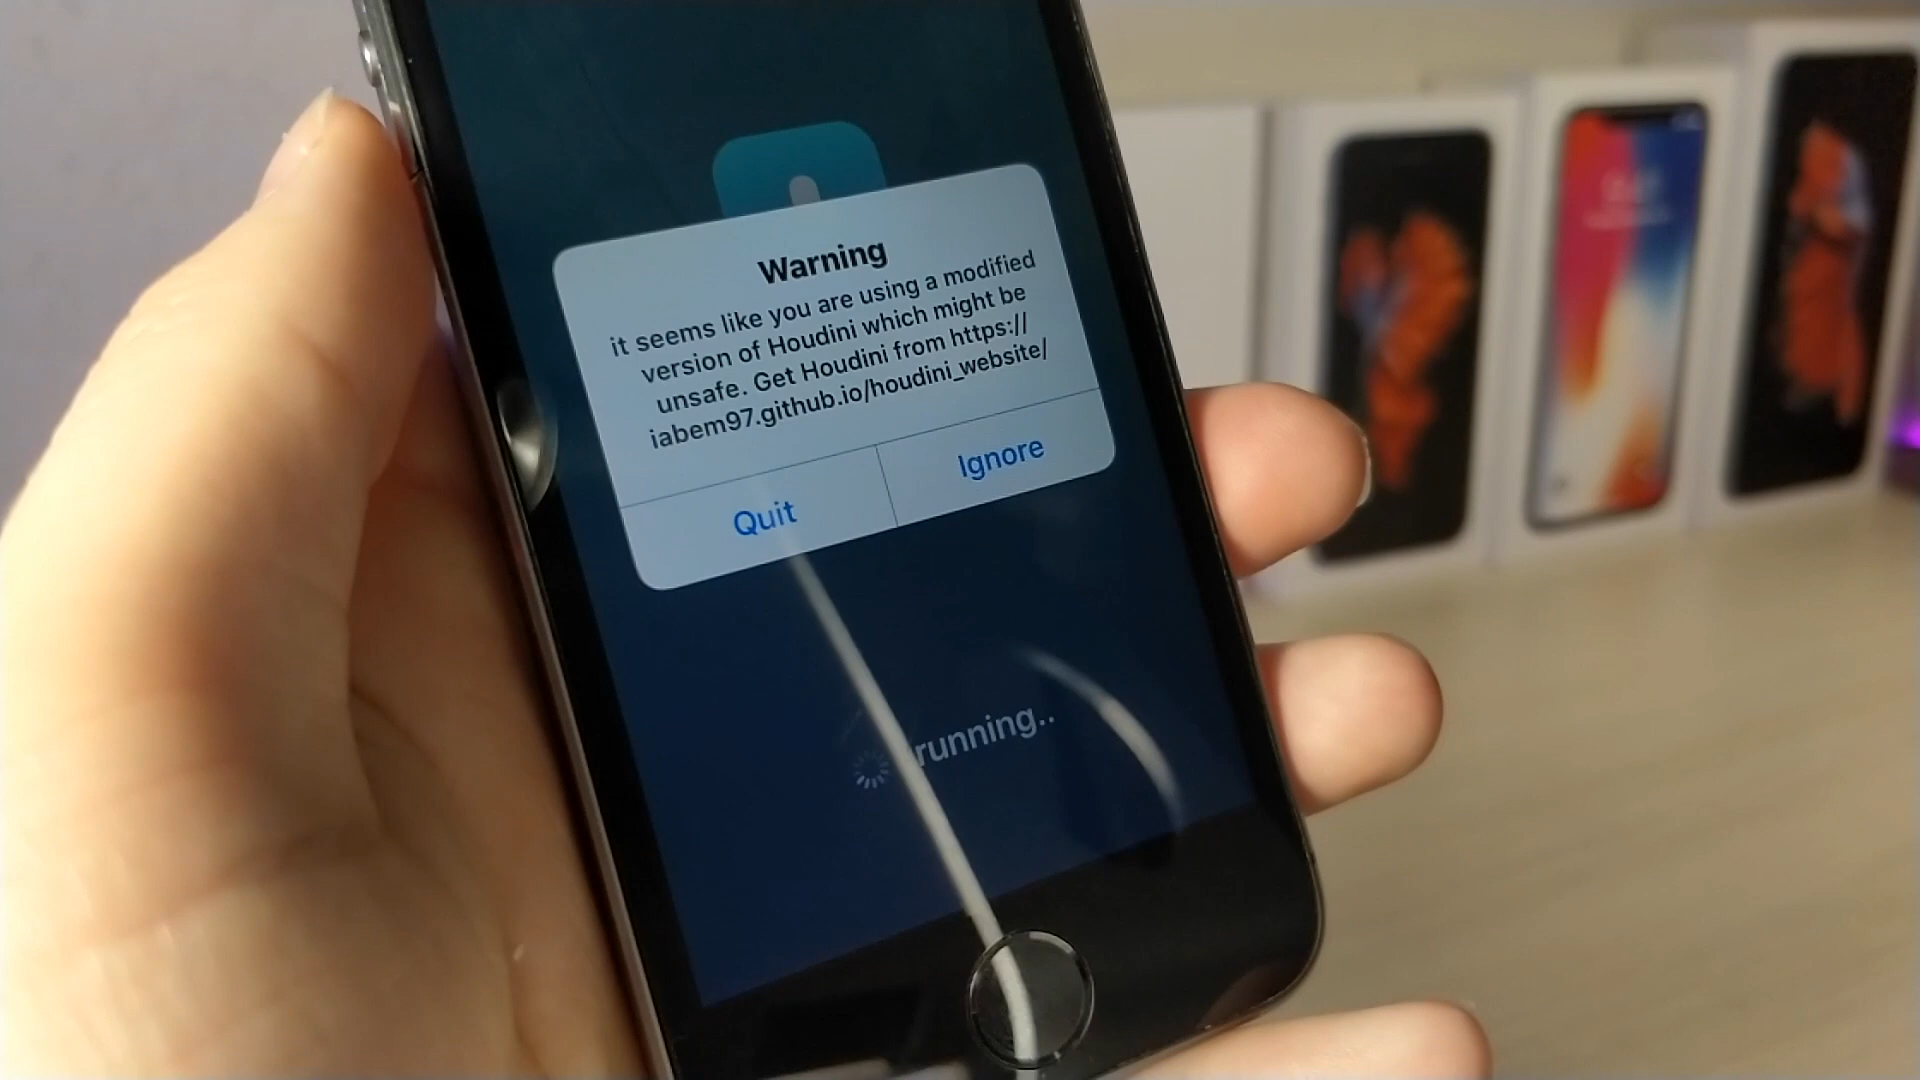 Warning
it seems like you are using a modified
version of Houdini which might be
unsafe. Get Houdini from https://
iabem97.github.io/houdini_website/
Quit
Ignore
running..